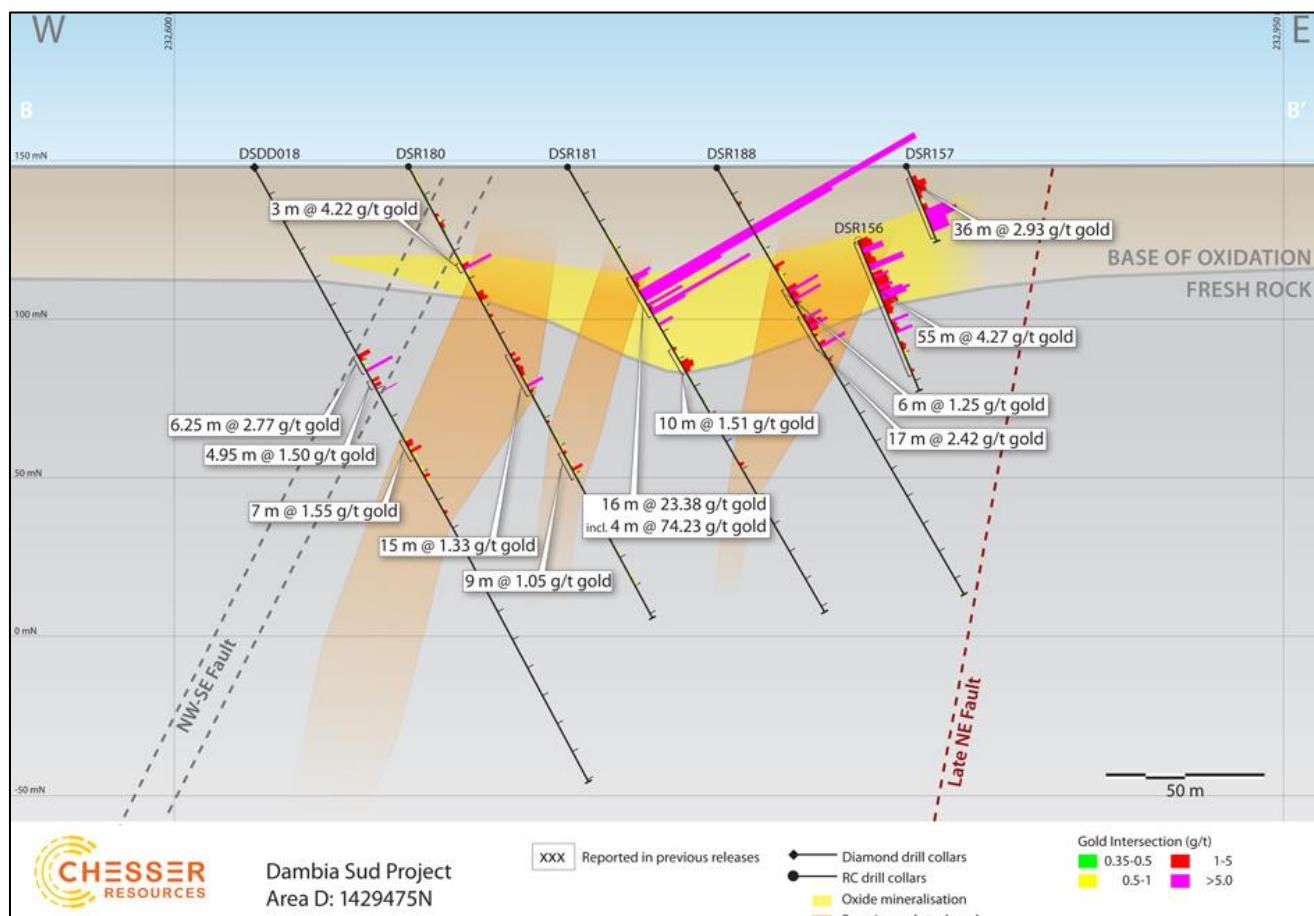 W
E
232,600
232,950
B
B'
150 mN
DSDD018
DSR180
DSR181
DSR188
DSR157
3 m @ 4.22 g/t gold
36 m @ 2.93 g/t gold
DSR156
BASE OF OXIDATION
FRESH ROCK
100 mN
55 m @ 4.27 g/t gold
6 m @ 1.25 g/t gold
6.25 m @ 2.77 g/t gold
10 m @ 1.51 g/t gold
17 m @ 2.42 g/t gold
4.95 m @ 1.50 g/t gold
50 mN
7 m @ 1.55 g/t gold
16 m @ 23.38 g/t gold
incl. 4 m @ 74.23 g/t gold
15 m @ 1.33 g/t gold
9 m @ 1.05 g/t gold
0 mN
NW-SE Fault
Late NE Fault
50 m
-50 mN
CHESSER
RESOURCES
Dambia Sud Project
Area D: 1429475N
XXX Reported in previous releases
Diamond drill collars
RC drill collars
Oxide mineralisation
Gold Intersection (g/t)
0.35-0.5
1-5
0.5-1
>5.0